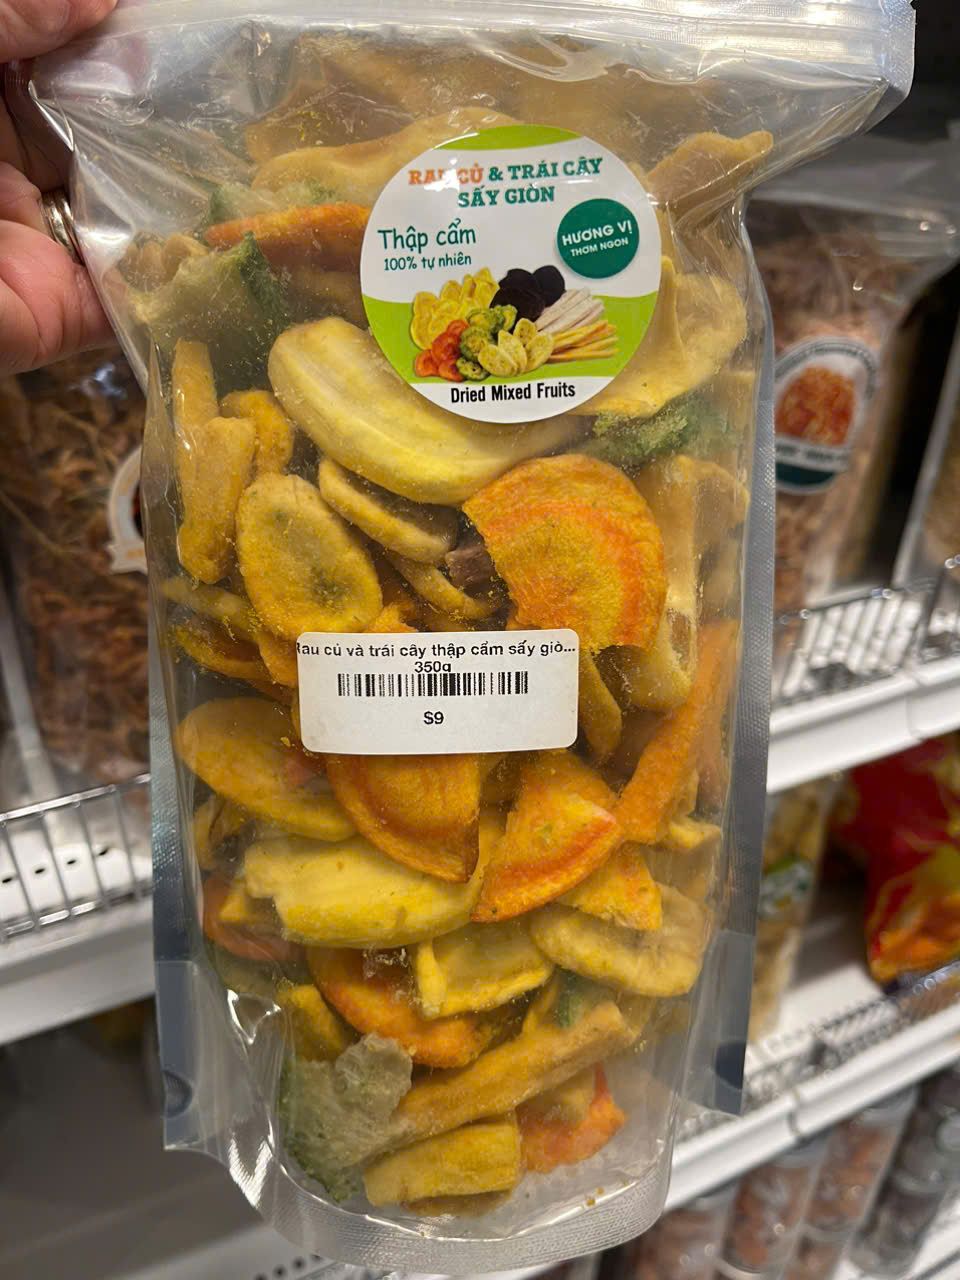 RAU CỦ & TRÁI CÂY
SẤY GIÒN
Thập cẩm
100% tự nhiên
HƯƠNG VỊ
THƠM NGON
Dried Mixed Fruits
Rau củ và trái cây thập cẩm sấy giò...
350g
$9